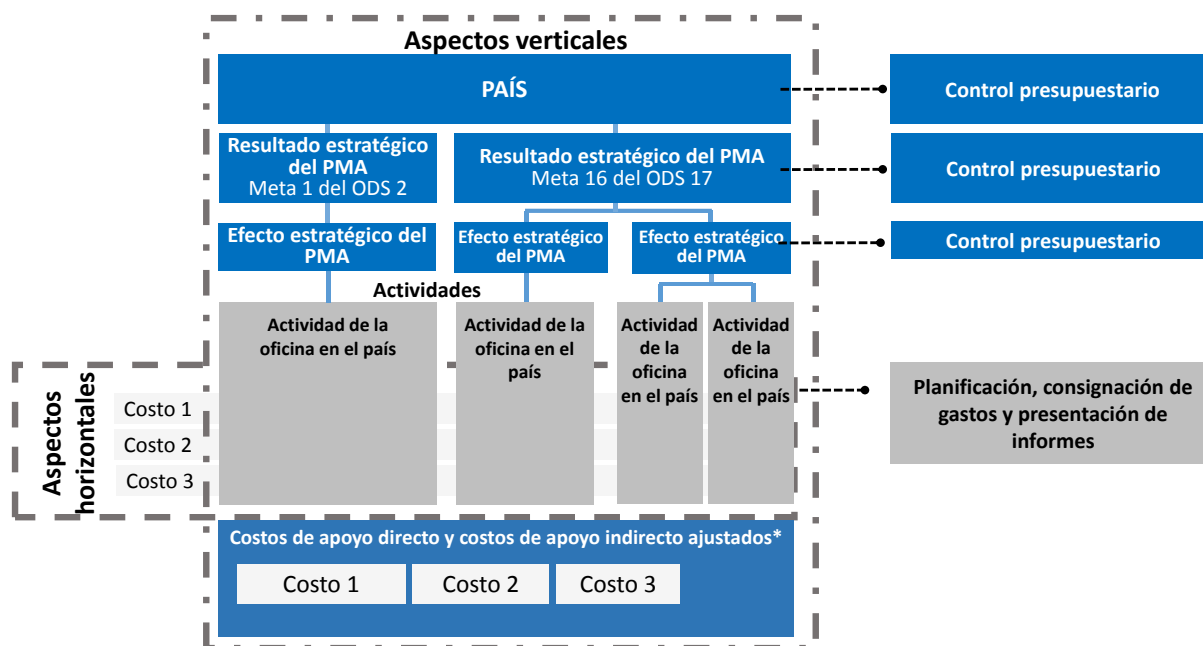 Aspectos verticales
PAÍS
Control presupuestario
Resultado estratégico
del PMA
Meta 1 del ODS 2
Resultado estratégico del PMA
Meta 16 del ODS 17
Control presupuestario
Efecto estratégico del
PMA
Efecto estratégico
del PMA
Efecto estratégico
del PMA
Control presupuestario
Actividades
Actividad de la
oficina en el país
Actividad de la
oficina en el
país
Actividad
de la
oficina
en el país
Actividad
de la
oficina
en el país
Planificación, consignación de
gastos y presentación de
informes
Aspectos
horizontales
Costo 1
Costo 2
Costo 3
Costos de apoyo directo y costos de apoyo indirecto ajustados*
Costo 1
Costo 2
Costo 3